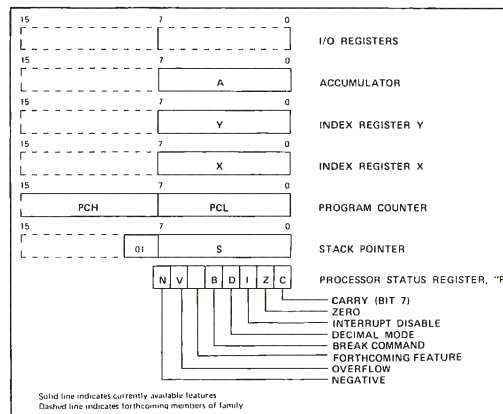 15 7 0
I/O REGISTERS
15 7 0
A ACCUMULATOR
15 7 0
Y INDEX REGISTER Y
15 7 0
X INDEX REGISTER X
15 7 0
PCH PCL PROGRAM COUNTER
15 7 0
01 S STACK POINTER
N V B D I Z C PROCESSOR STATUS REGISTER, "P
CARRY (BIT 7)
ZERO
INTERRUPT DISABLE
DECIMAL MODE
BREAK COMMAND
FORTHCOMING FEATURE
OVERFLOW
NEGATIVE
Solid line indicates currently available features
Dashed line indicates forthcoming members of family